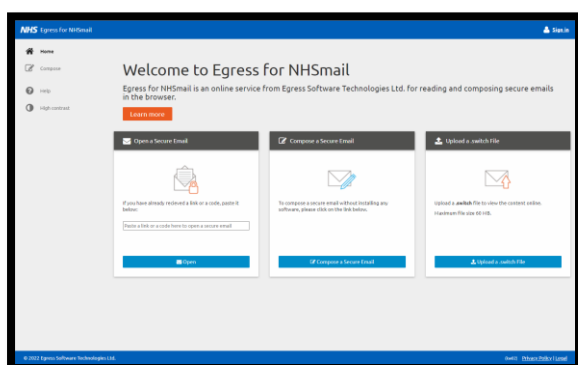 NHS Egress for NHSmail
Sign in
Home
Compose
Help
High contrast
Welcome to Egress for NHSmail
Egress for NHSmail is an online service from Egress Software Technologies Ltd. for reading and composing secure emails
in the browser.
Learn more
Open a Secure Email
If you have already recieved a link or a code, paste it
below:
Paste a link or a code here to open a secure email
Open
Compose a Secure Email
To compose a secure email without installing any
software, please click on the link below.
Compose a Secure Email
Upload a .switch File
Upload a .switch file to view the content online.
Maximum file size 60 MB.
Upload a .switch File
© 2022 Egress Software Technologies Ltd.
Privacy Policy | Legal